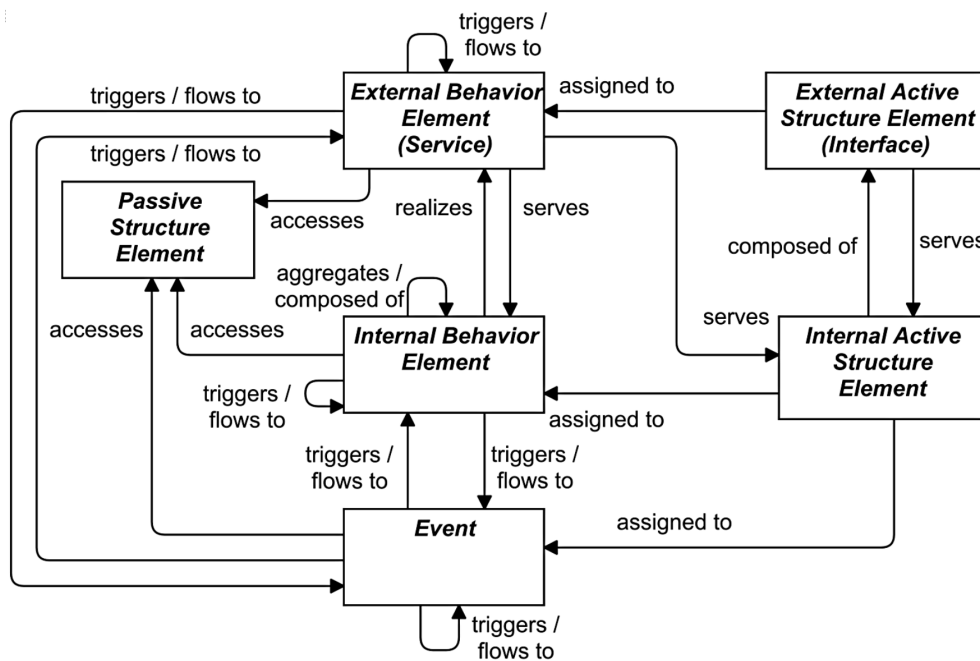 triggers /
flows to
triggers / flows to
External Behavior
Element
(Service)
assigned to
External Active
Structure Element
(Interface)
triggers / flows to
Passive
Structure
Element
accesses
realizes
serves
composed of
serves
aggregates /
composed of
accesses
accesses
Internal Behavior
Element
serves
Internal Active
Structure
Element
triggers /
flows to
assigned to
triggers /
flows to
triggers /
flows to
Event
assigned to
triggers /
flows to